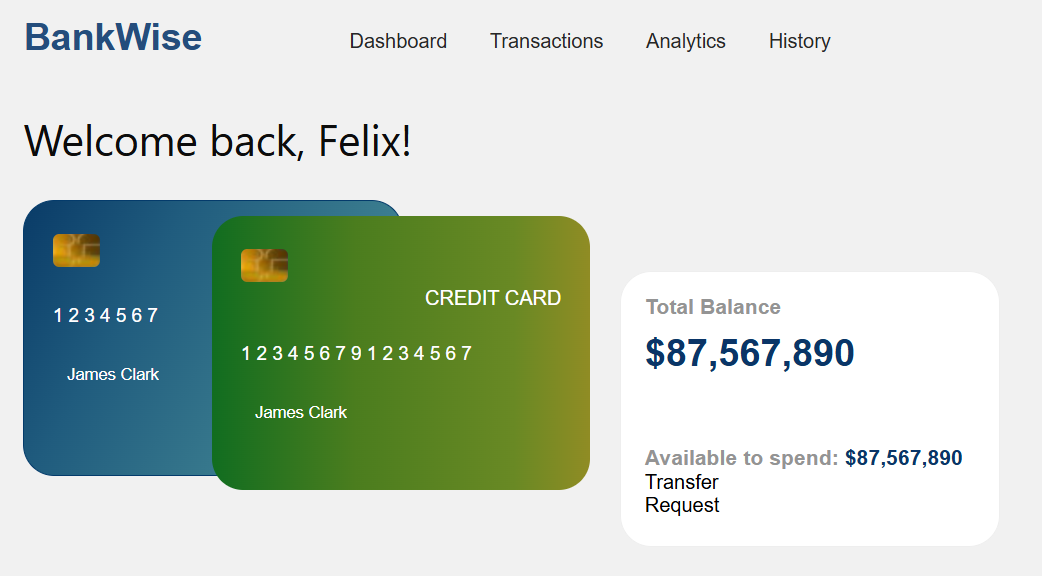 BankWise
Dashboard Transactions Analytics History
Welcome back, Felix!
1 2 3 4 5 6 7
James Clark
CREDIT CARD
1 2 3 4 5 6 7 9 1 2 3 4 5 6 7
James Clark
Total Balance
$87,567,890
Available to spend: $87,567,890
Transfer
Request